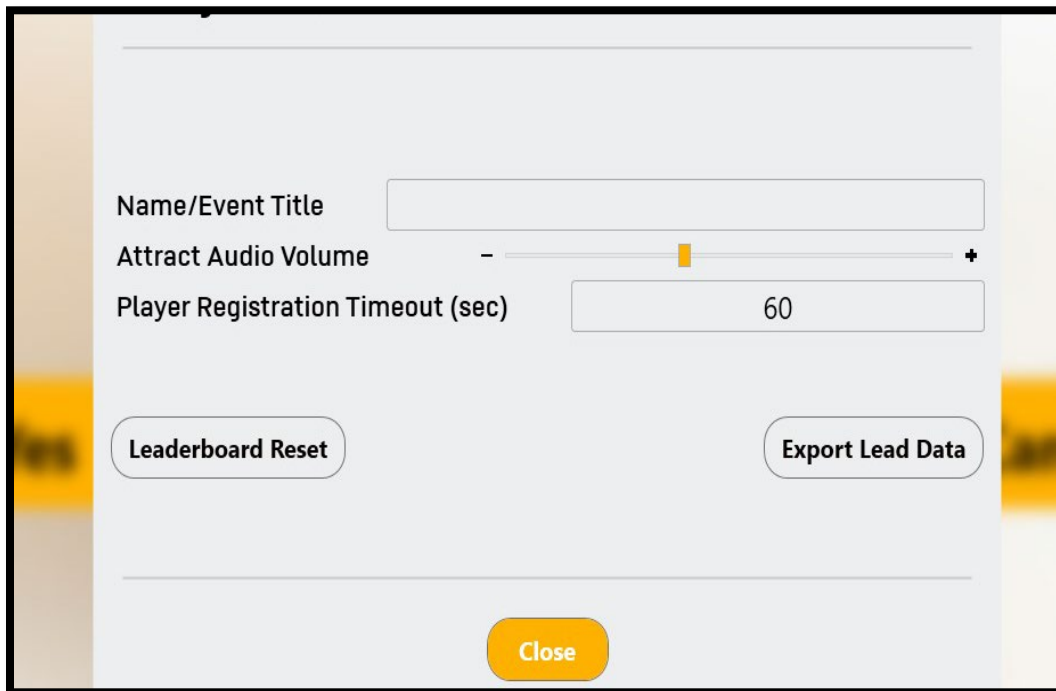 Name/Event Title
Attract Audio Volume - +
Player Registration Timeout (sec) 60
Leaderboard Reset Export Lead Data
Close